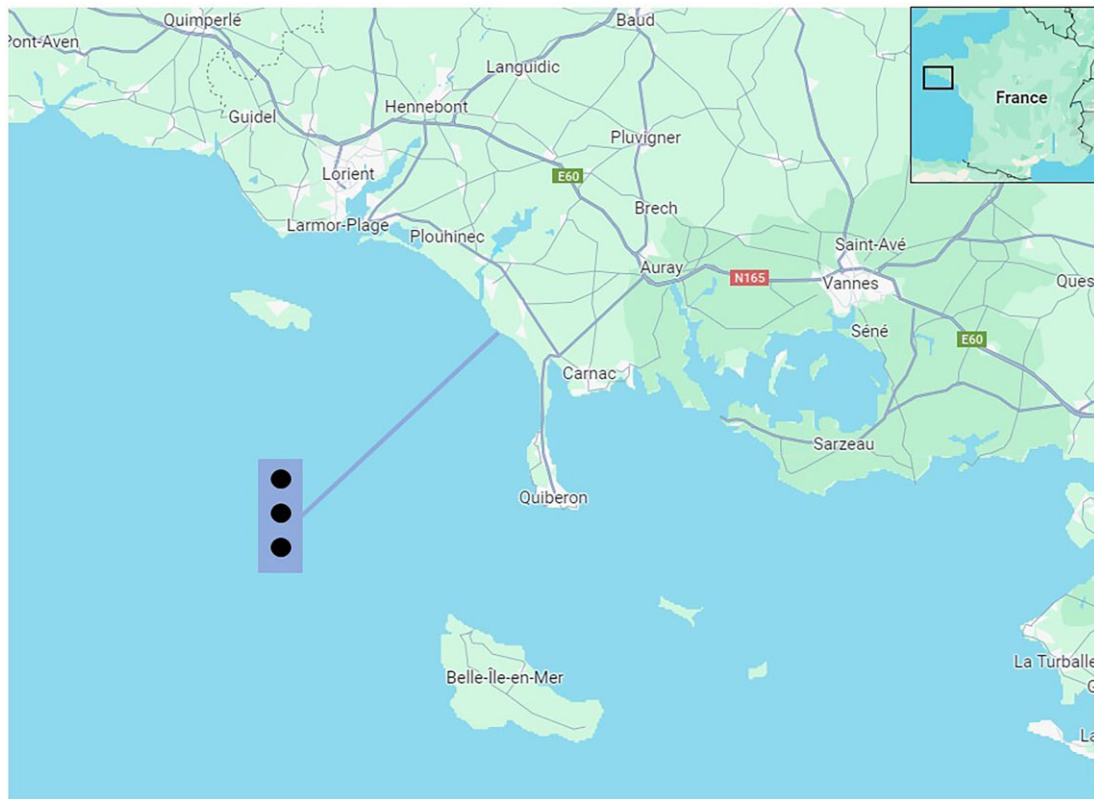 Quimperlé
Baud
Pont-Aven
Languidic
France
Hennebont
Guidel
Pluvigner
E60
Lorient
Brech
Larmor-Plage
Plouhinec
Saint-Avé
Auray
N165
Vannes
Ques
Séné
E60
Carnac
Sarzeau
Quiberon
La Turballe
Belle-Île-en-Mer
G
La